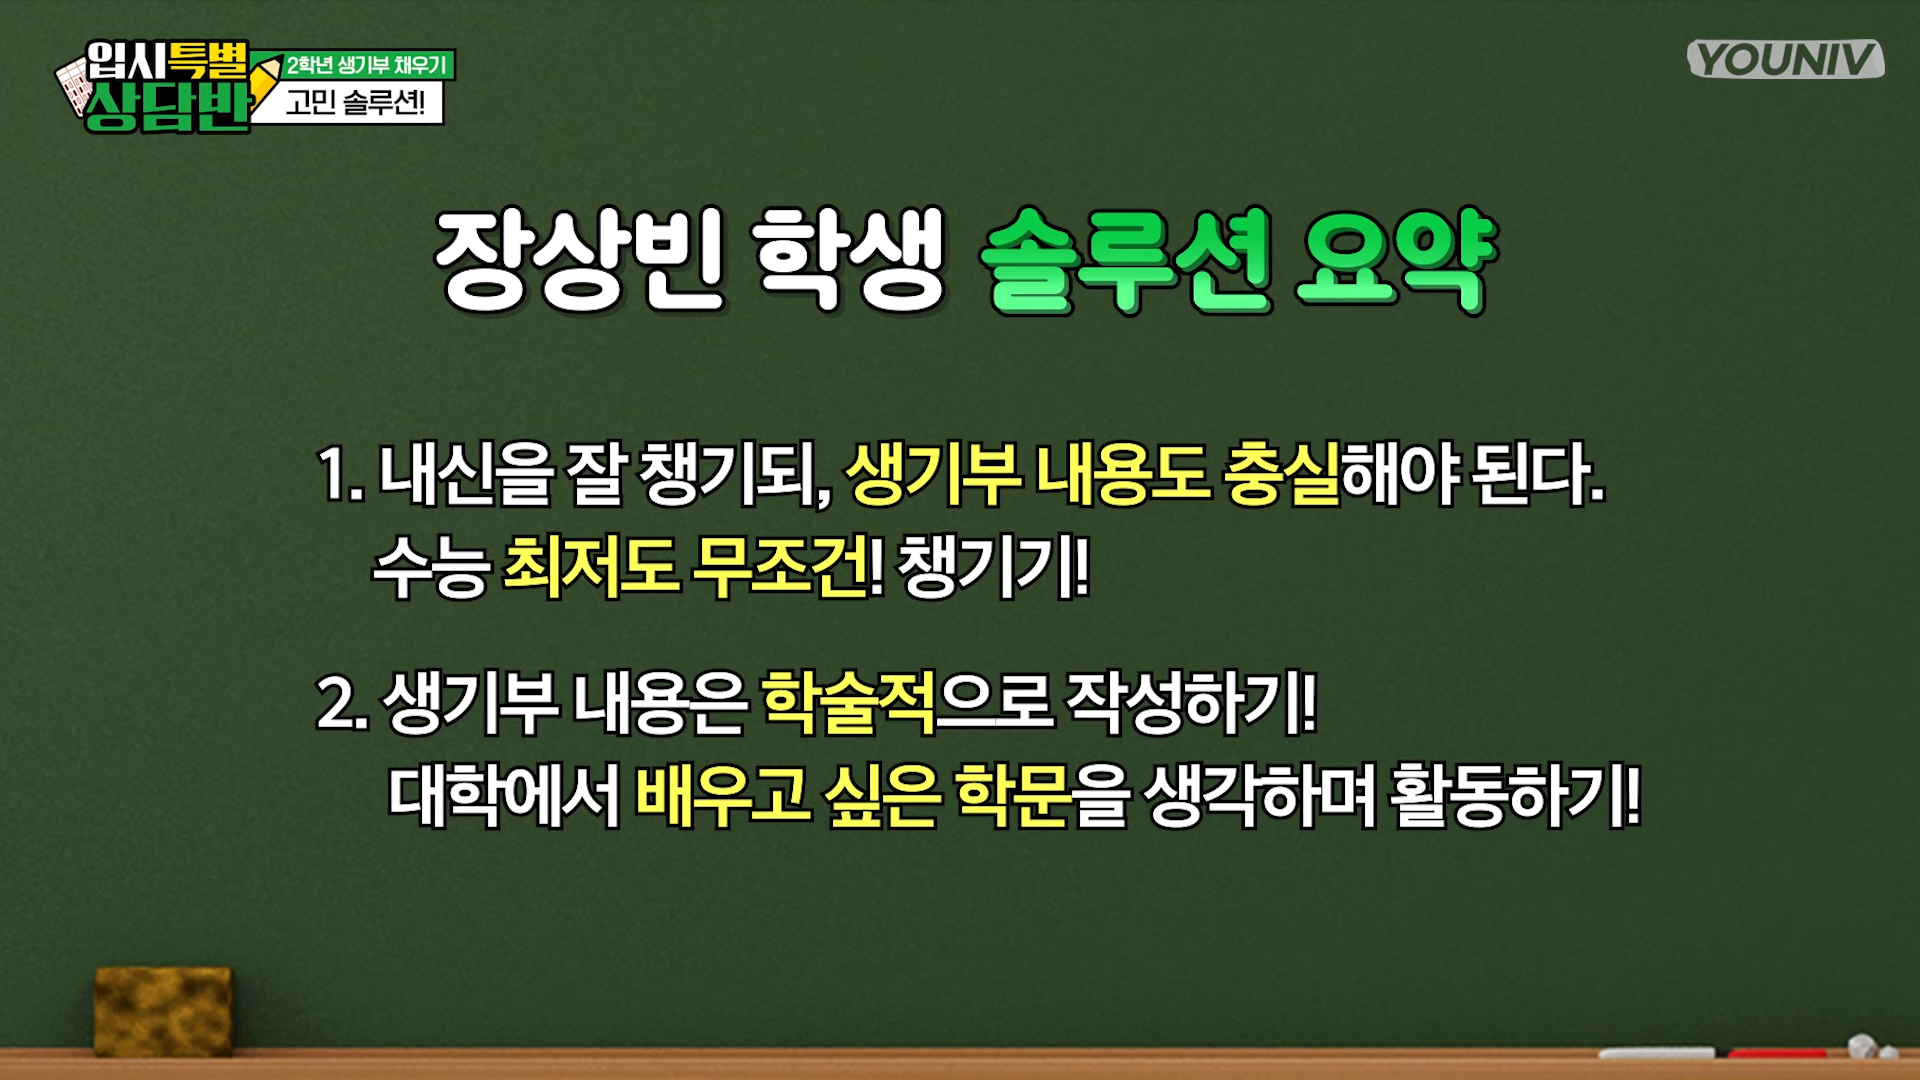 입시특별
상담반
2학년 생기부 채우기
고민 솔루션!
YOUNIV
장상빈 학생 솔루션 요약
1. 내신을 잘 챙기되, 생기부 내용도 충실해야 된다.
수능 최저도 무조건! 챙기기!
2. 생기부 내용은 학술적으로 작성하기!
대학에서 배우고 싶은 학문을 생각하며 활동하기!